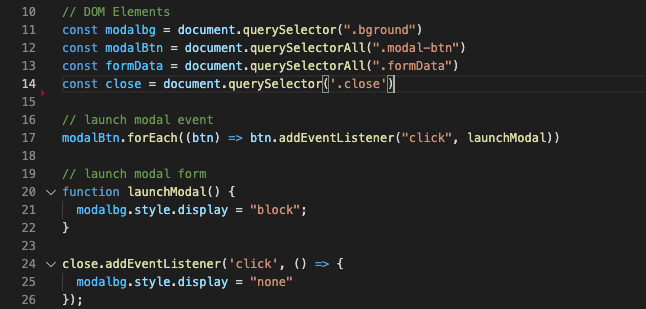 10 // DOM Elements
11 const modalbg = document.querySelector(".bground")
12 const modalBtn = document.querySelectorAll(".modal-btn")
13 const formData = document.querySelectorAll(".formData")
14 const close = document.querySelector('.close')
15
16 // launch modal event
17 modalBtn.forEach((btn) => btn.addEventListener("click", launchModal))
18
19 // launch modal form
20 function launchModal() {
21   modalbg.style.display = "block";
22 }
23
24 close.addEventListener('click', () => {
25   modalbg.style.display = "none"
26 });